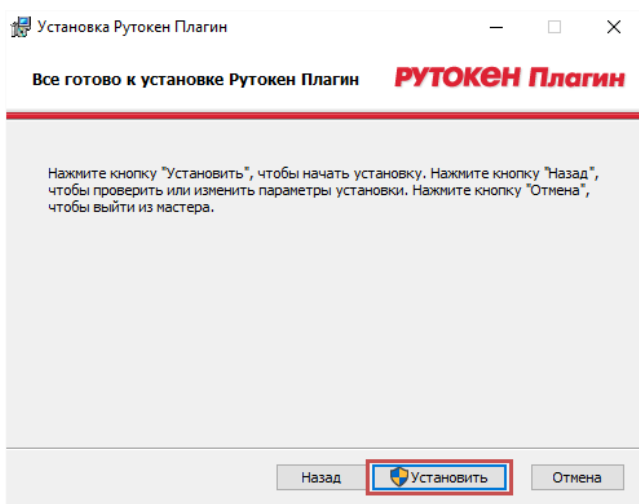 Установка Рутокен Плагин
Все готово к установке Рутокен Плагин
РУТОКЕН Плагин
Нажмите кнопку "Установить", чтобы начать установку. Нажмите кнопку "Назад",
чтобы проверить или изменить параметры установки. Нажмите кнопку "Отмена",
чтобы выйти из мастера.
Назад
Установить
Отмена